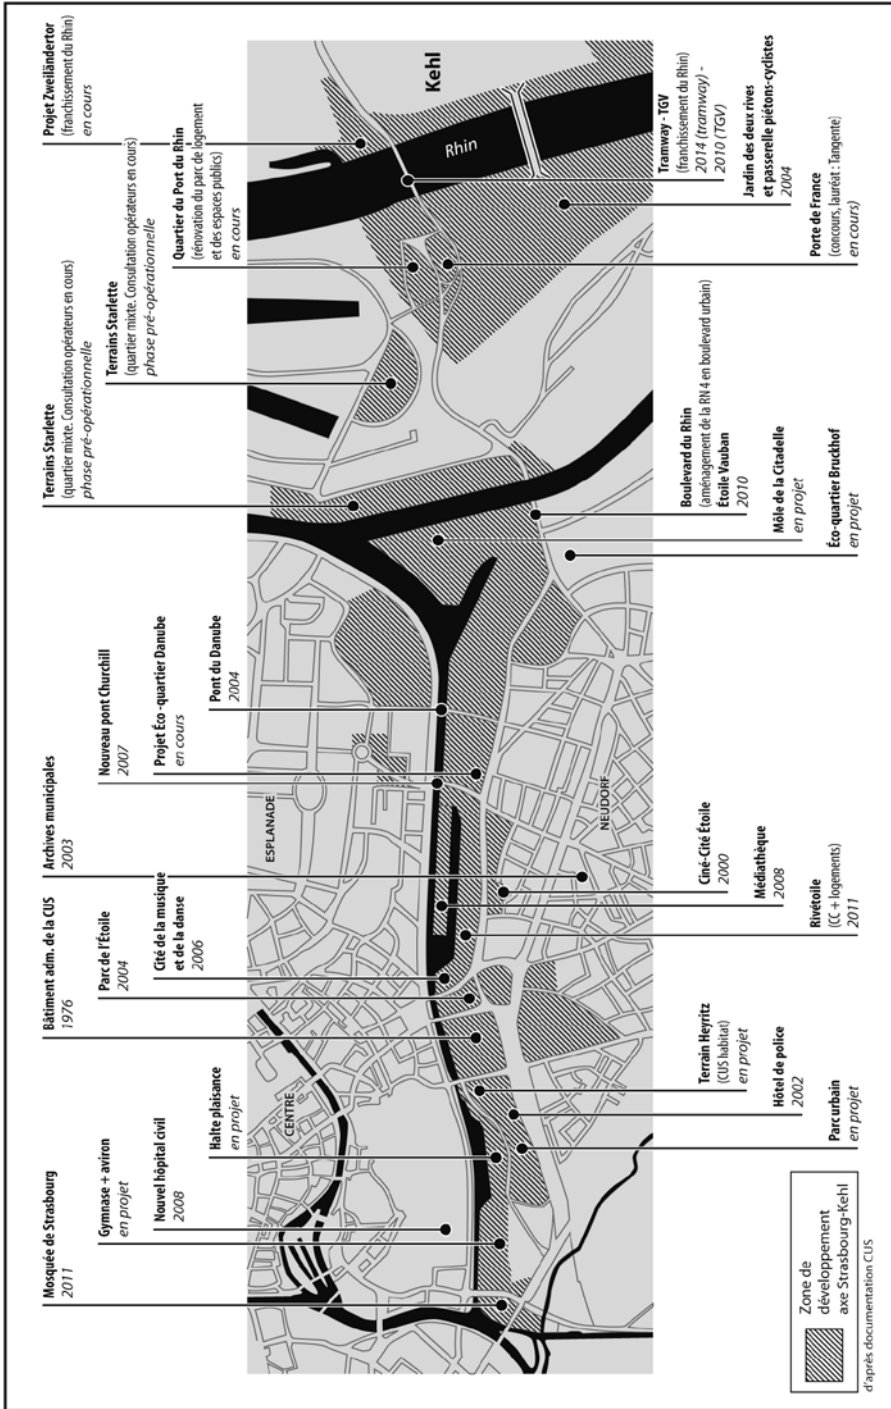 Mosquée de Strasbourg
2011
Gymnase + aviron
en projet
Nouvel hôpital civil
2008
Halte plaisance
en projet
Bâtiment adm. de la CUS
1976
Parc de l'Étoile
2004
Cité de la musique
et de la danse
2006
Archives municipales
2003
Nouveau pont Churchill
2007
Projet Éco-quartier Danube
en cours
Pont du Danube
2004
Terrains Starlette
(quartier mixte. Consultation opérateurs en cours)
phase pré-opérationnelle
Terrains Starlette
(quartier mixte. Consultation opérateurs en cours)
phase pré-opérationnelle
Quartier du Port du Rhin
(rénovation du parc de logement
et des espaces publics)
en cours
Projet Zweiländertor
(franchissement du Rhin)
en cours
CENTRE
ESPLANADE
NEUDORF
Rhin
Kehl
Terrain Heyritz
(CUS habitat)
en projet
Hôtel de police
2002
Parc urbain
en projet
Ciné-Cité Étoile
2000
Médiathèque
2008
Rivétoile
(CC + logements)
2011
Boulevard du Rhin
(aménagement de la RN 4 en boulevard urbain)
Étoile Vauban
2010
Môle de la Citadelle
en projet
Éco-quartier Bruckhof
en projet
Tramway - TGV
(franchissement du Rhin)
2014 (tramway) -
2010 (TGV)
Jardin des deux rives
et passerelle piétons-cyclistes
2004
Porte de France
(concours, lauréat : Tangente)
en cours)
Zone de
développement
axe Strasbourg-Kehl
d'après documentation CUS